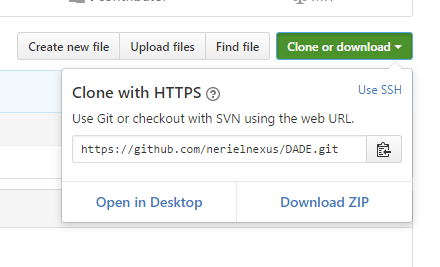 Create new file Upload files Find file Clone or download
Clone with HTTPS ? Use SSH
Use Git or checkout with SVN using the web URL.
https://github.com/nerielnexus/DADE.git
Open in Desktop Download ZIP